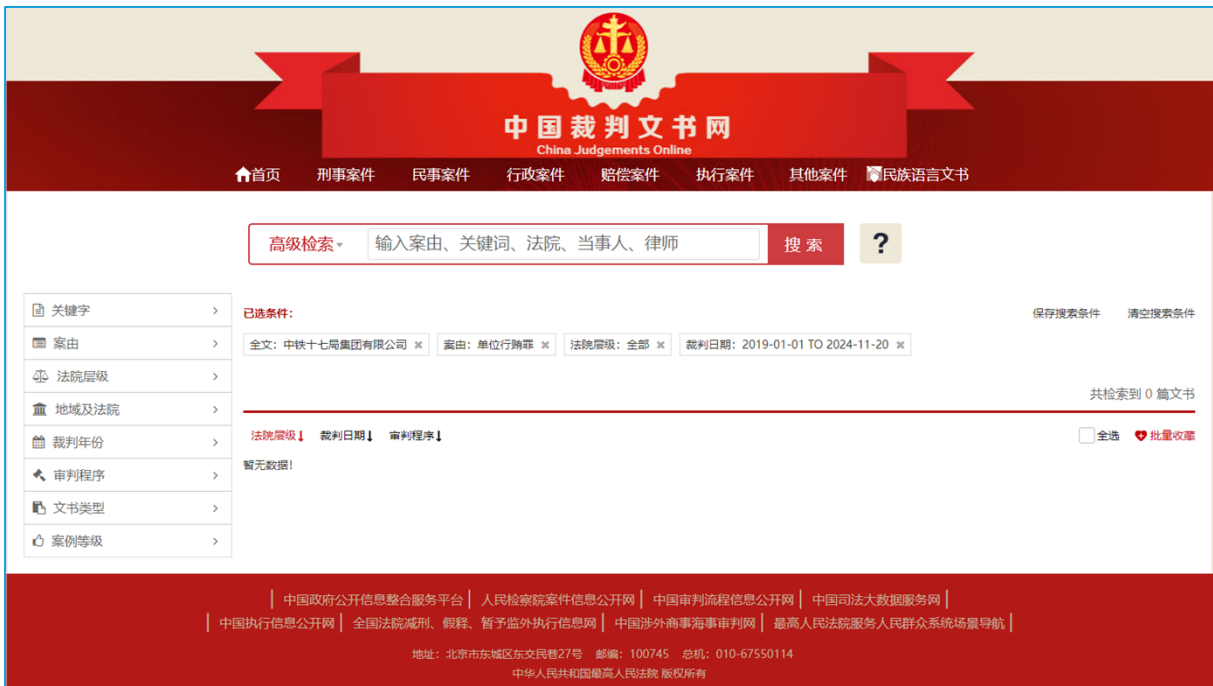 中国裁判文书网
China Judgements Online
首页 刑事案件 民事案件 行政案件 赔偿案件 执行案件 其他案件 民族语言文书
高级检索 输入案由、关键词、法院、当事人、律师 搜索 ?
关键字
案由
法院层级
地域及法院
裁判年份
审判程序
文书类型
案例等级
已选条件： 保存搜索条件 清空搜索条件
全文：中铁十七局集团有限公司 × 案由：单位行贿罪 × 法院层级：全部 × 裁判日期：2019-01-01 TO 2024-11-20 ×
共检索到 0 篇文书
法院层级↓ 裁判日期↓ 审判程序↓ 全选 批量收藏
暂无数据!
| 中国政府公开信息整合服务平台 | 人民检察院案件信息公开网 | 中国审判流程信息公开网 | 中国司法大数据服务网 |
| 中国执行信息公开网 | 全国法院减刑、假释、暂予监外执行信息网 | 中国涉外商事海事审判网 | 最高人民法院服务人民群众系统场景导航 |
地址：北京市东城区东交民巷27号 邮编：100745 总机：010-67550114
中华人民共和国最高人民法院 版权所有